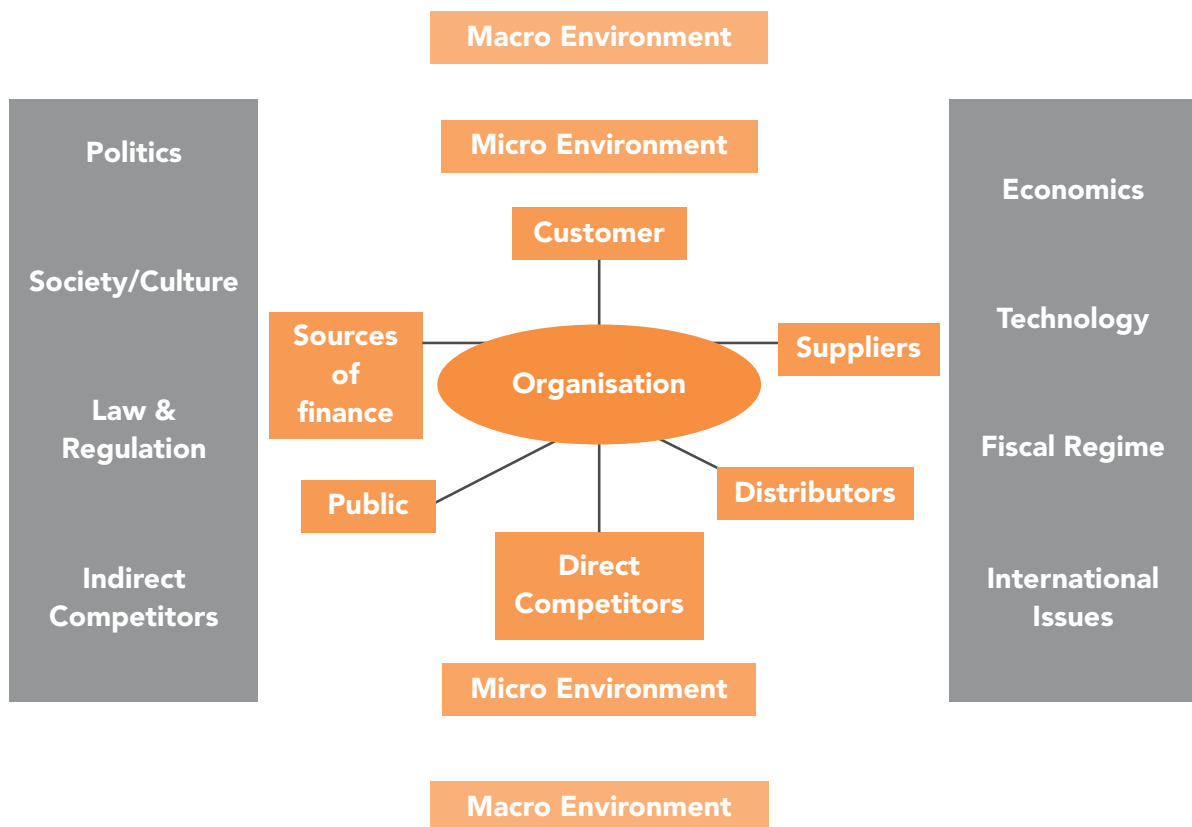 Macro Environment
Micro Environment
Politics
Society/Culture
Law &
Regulation
Indirect
Competitors
Customer
Sources
of
finance
Organisation
Suppliers
Public
Distributors
Direct
Competitors
Economics
Technology
Fiscal Regime
International
Issues
Micro Environment
Macro Environment